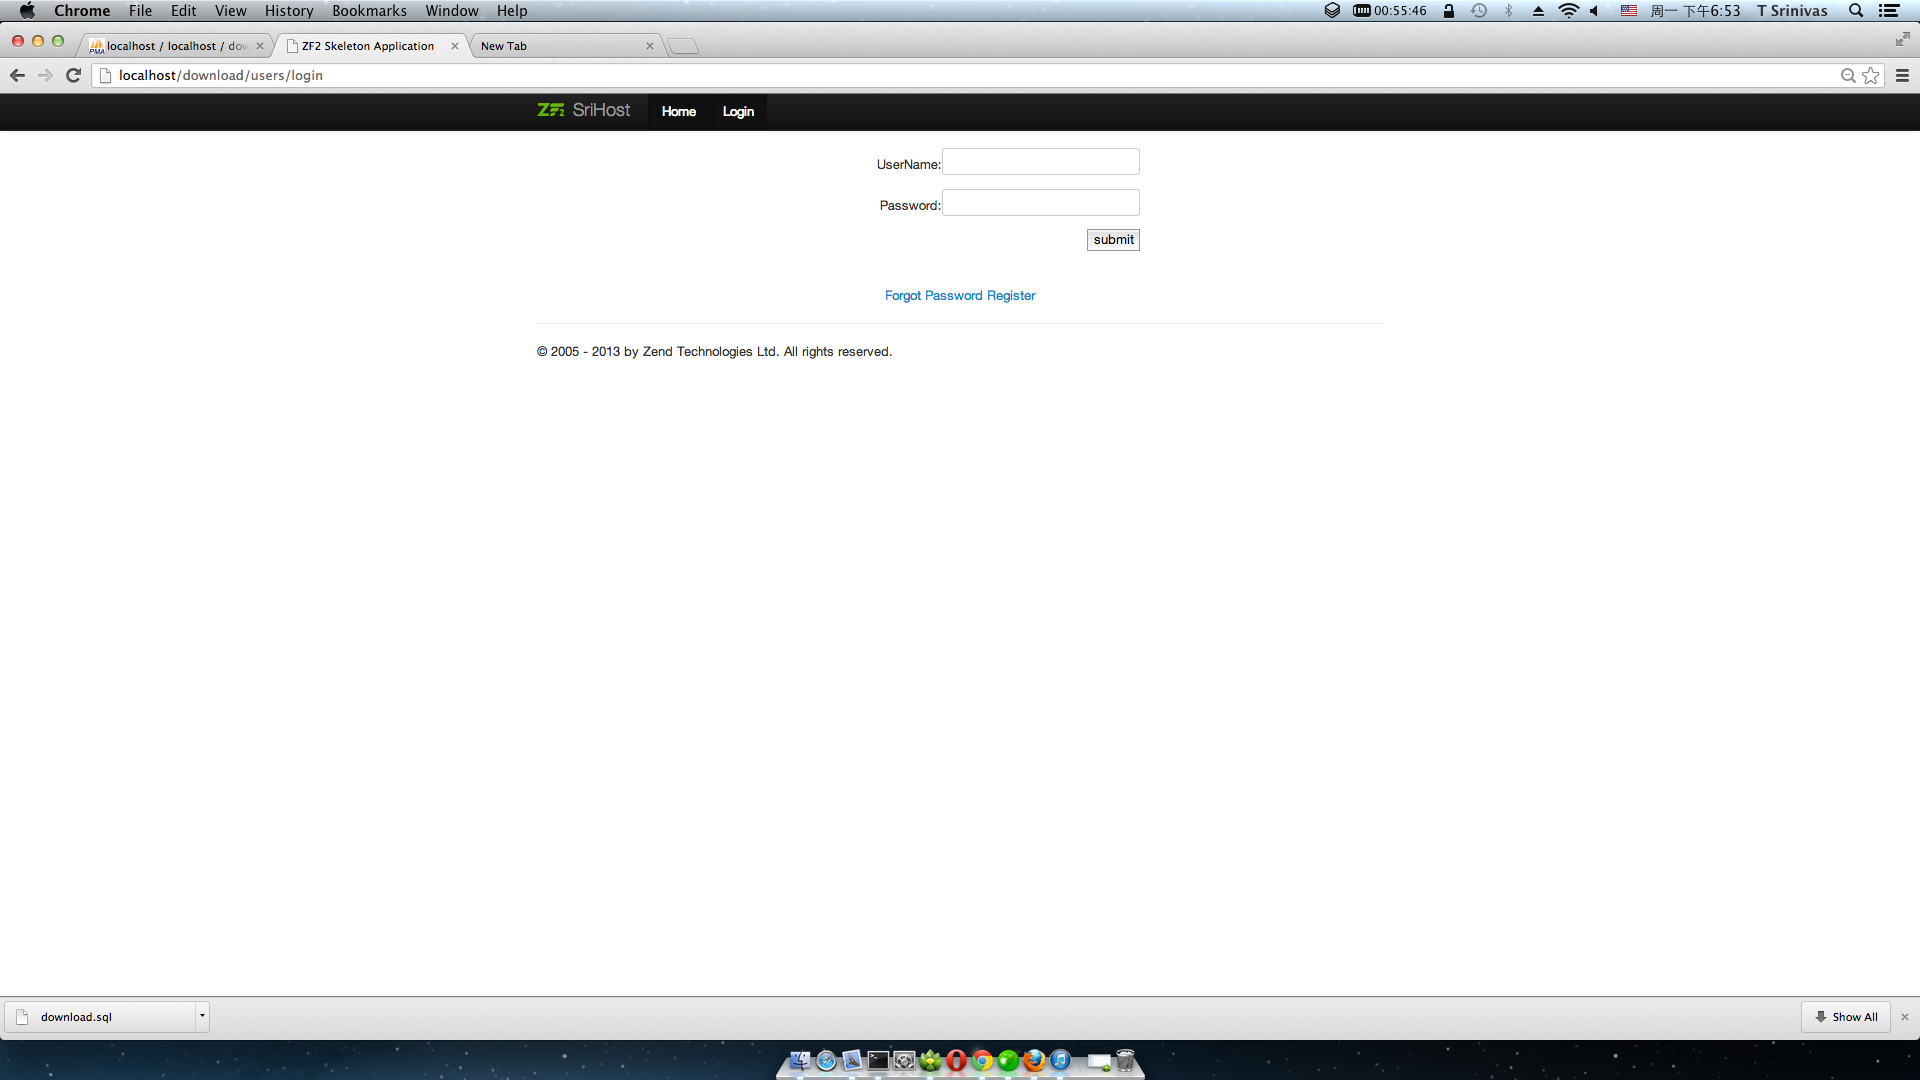 Chrome File Edit View History Bookmarks Window Help 00:55:46 周一 下午6:53 T Srinivas
localhost / localhost / dow ZF2 Skeleton Application New Tab
localhost/download/users/login
ZF2 SriHost Home Login
UserName:
Password:
submit
Forgot Password Register
© 2005 - 2013 by Zend Technologies Ltd. All rights reserved.
download.sql Show All